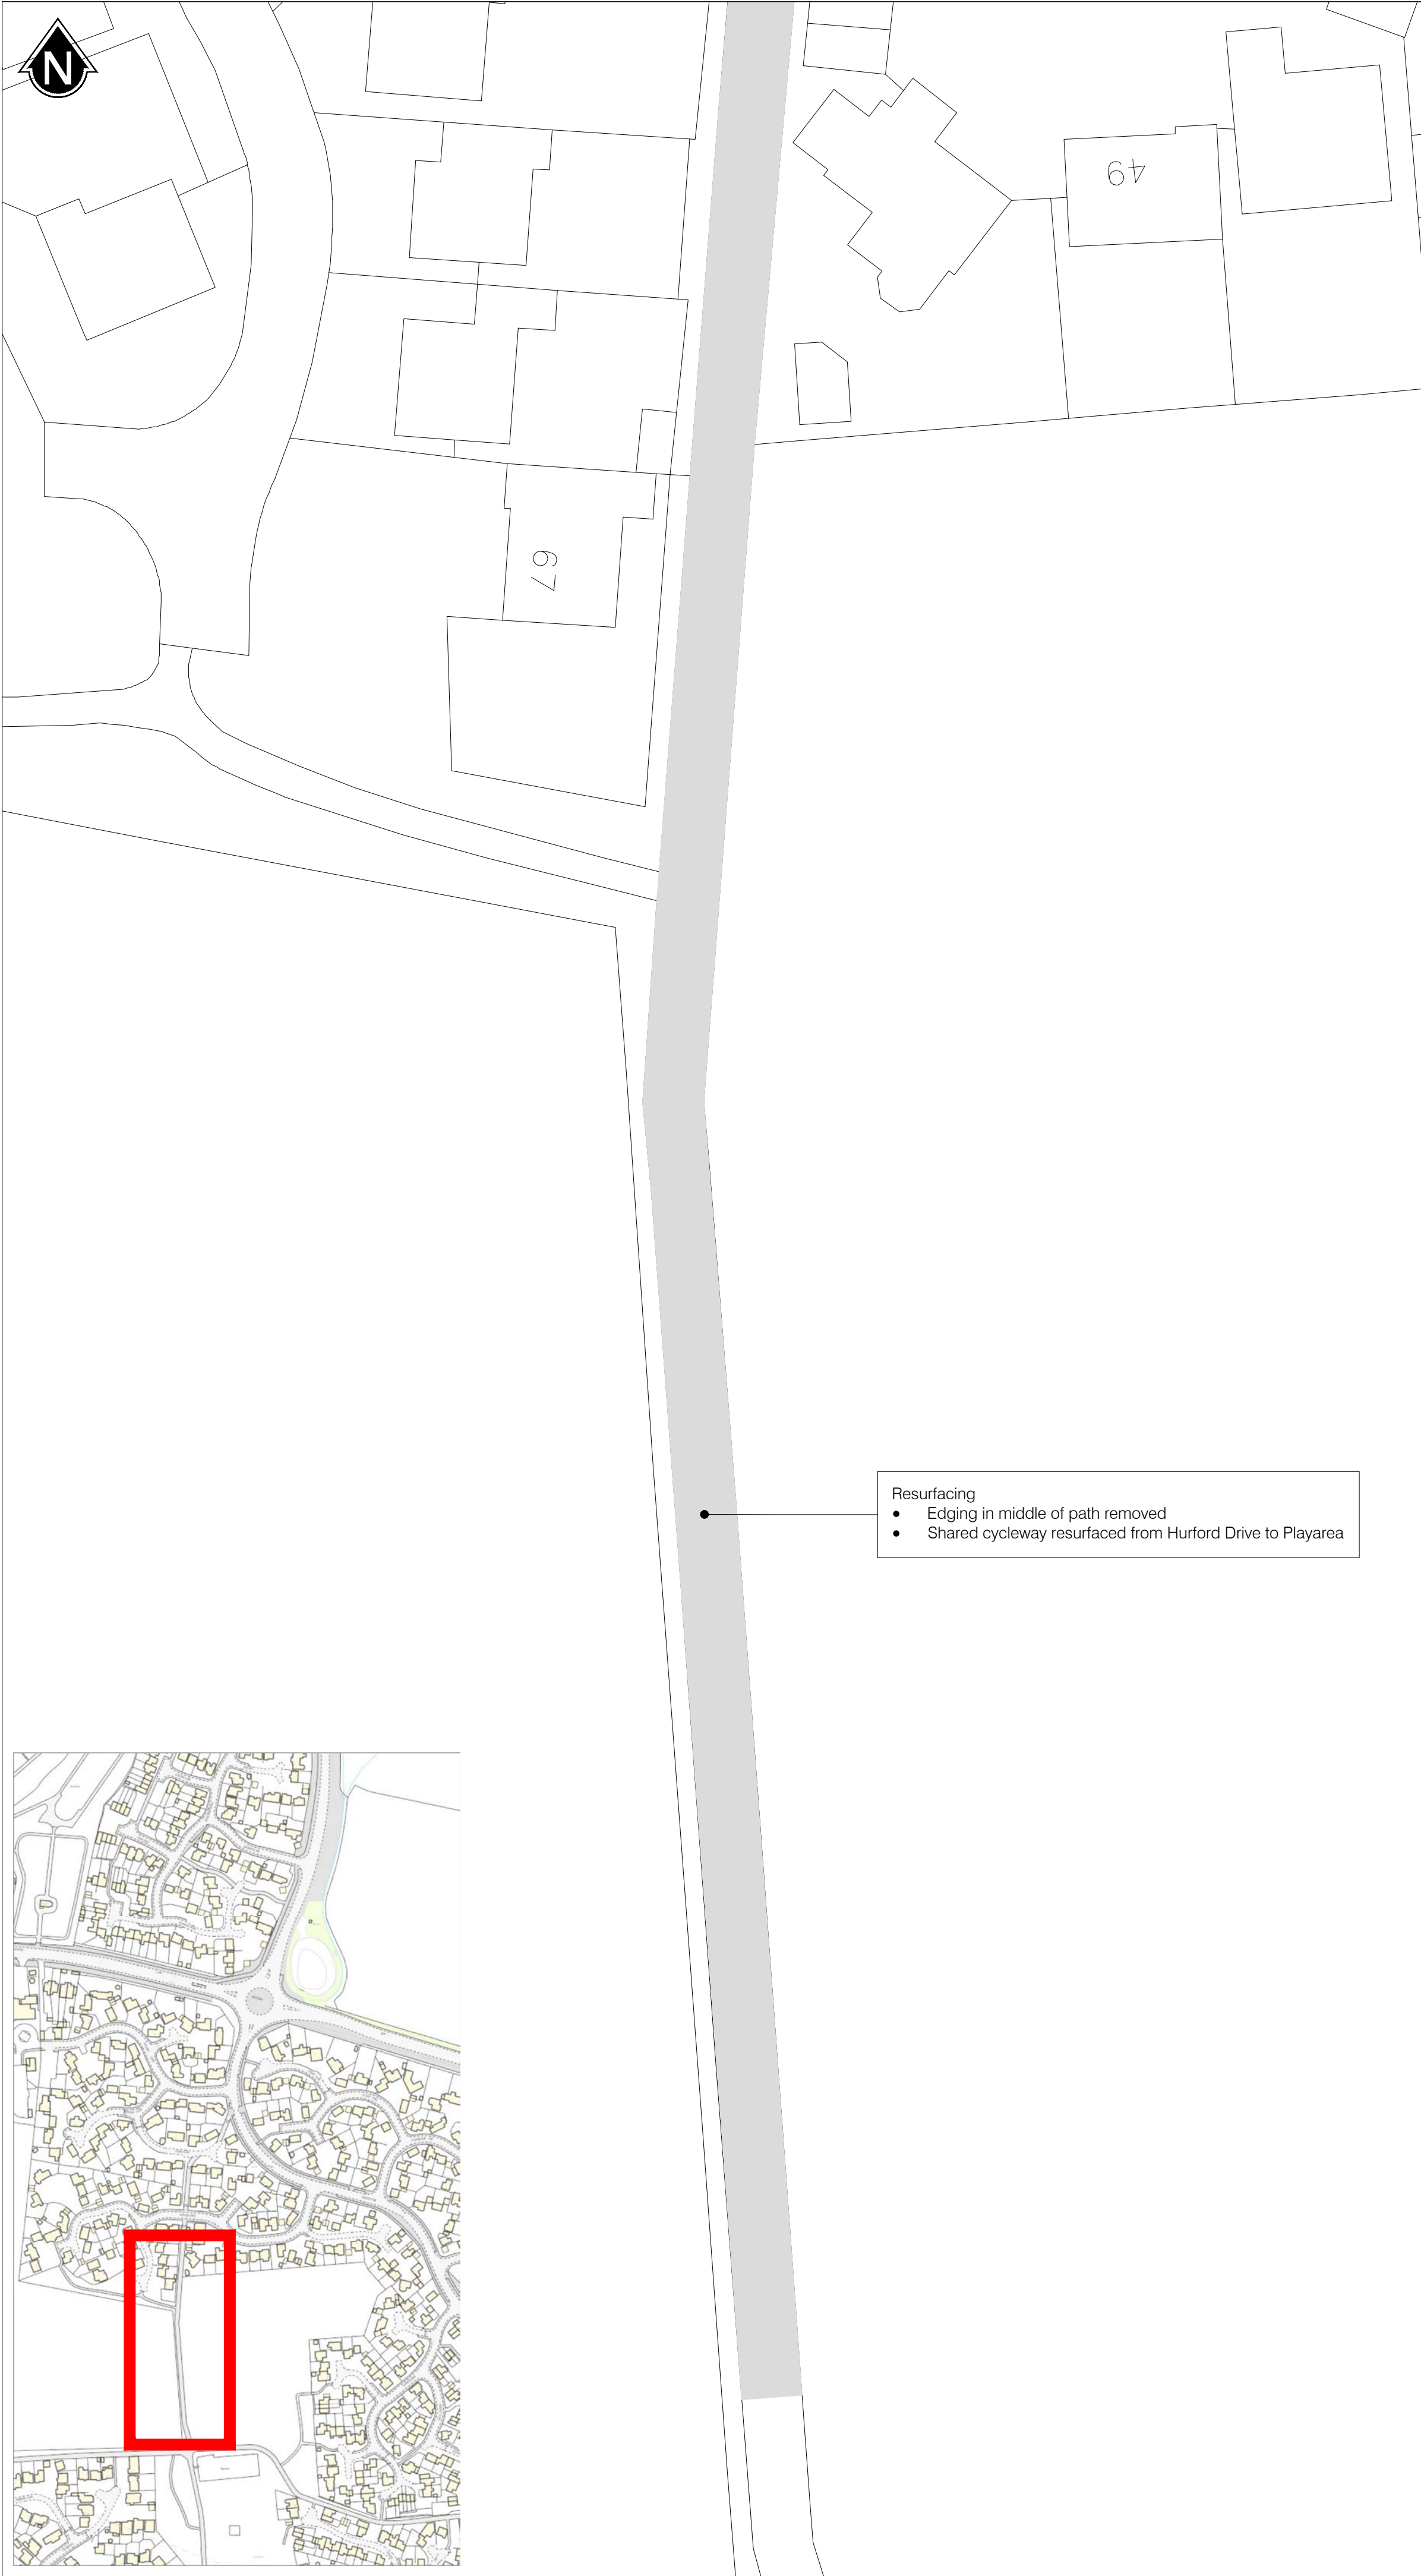 N
49
67
Resurfacing
• Edging in middle of path removed
• Shared cycleway resurfaced from Hurford Drive to Playarea